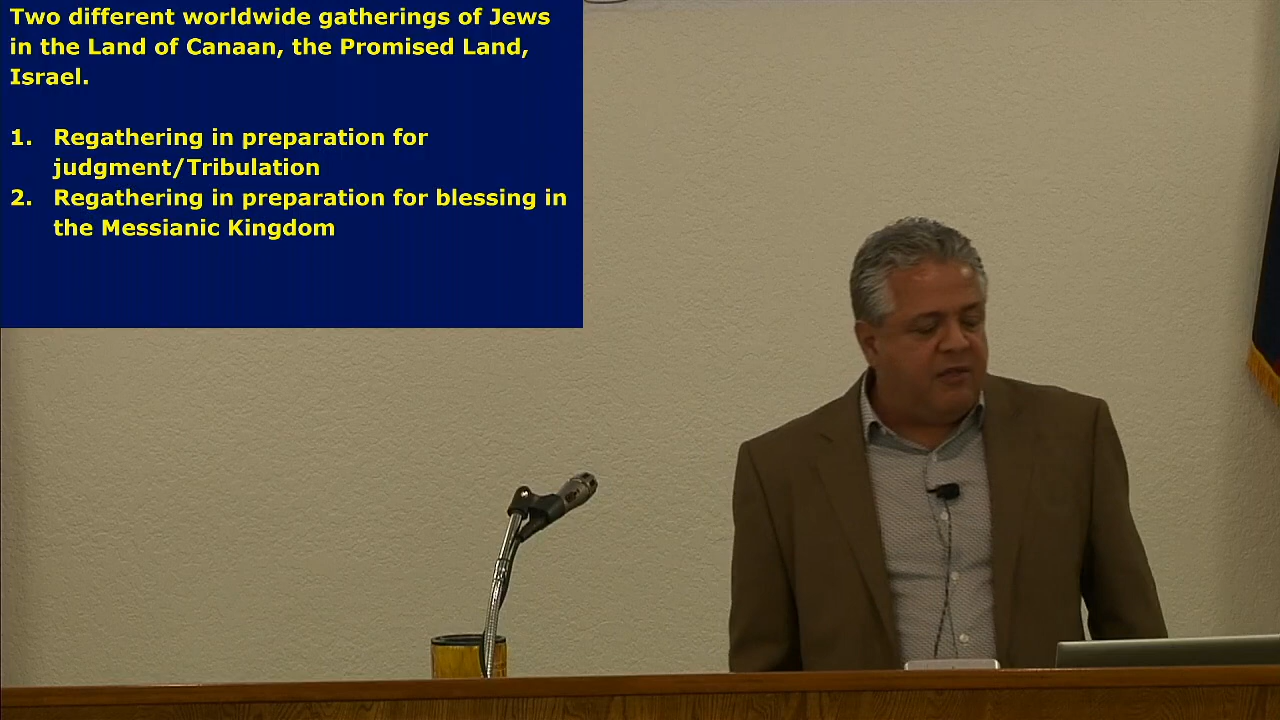 Two different worldwide gatherings of Jews
in the Land of Canaan, the Promised Land,
Israel.
1. Regathering in preparation for
judgment/Tribulation
2. Regathering in preparation for blessing in
the Messianic Kingdom